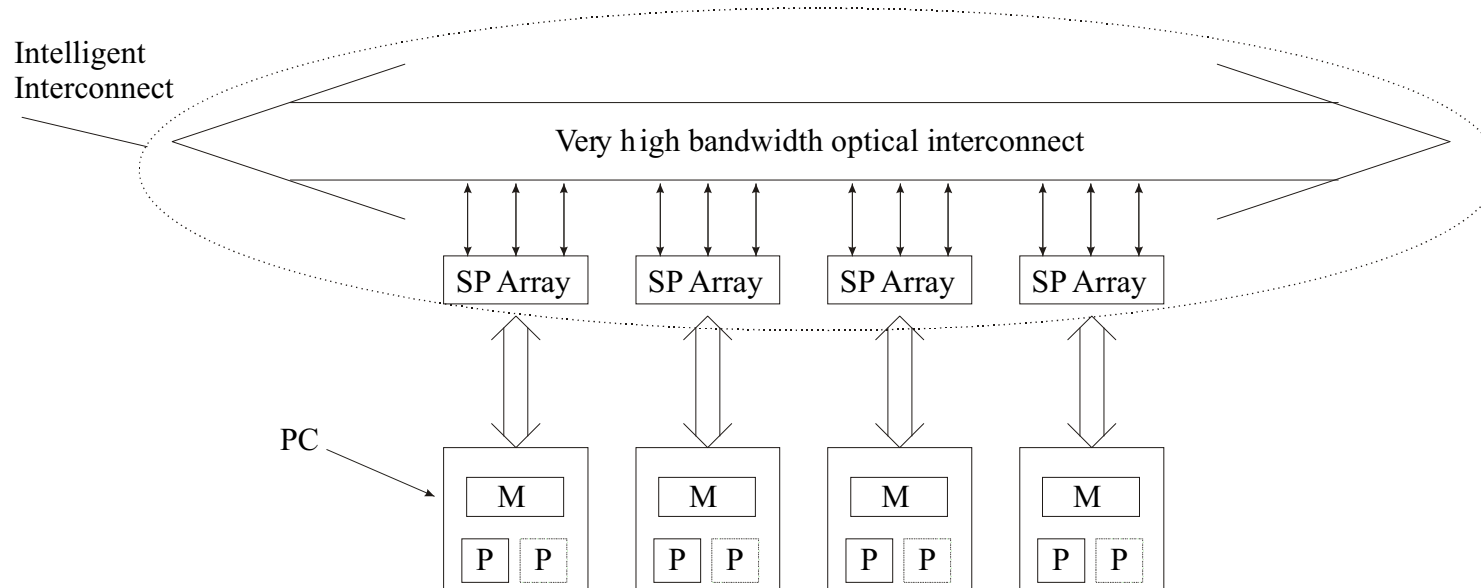 Intelligent
Interconnect
Very high bandwidth optical interconnect
SP Array SP Array SP Array SP Array
PC
M M M M
P P P P P P P P